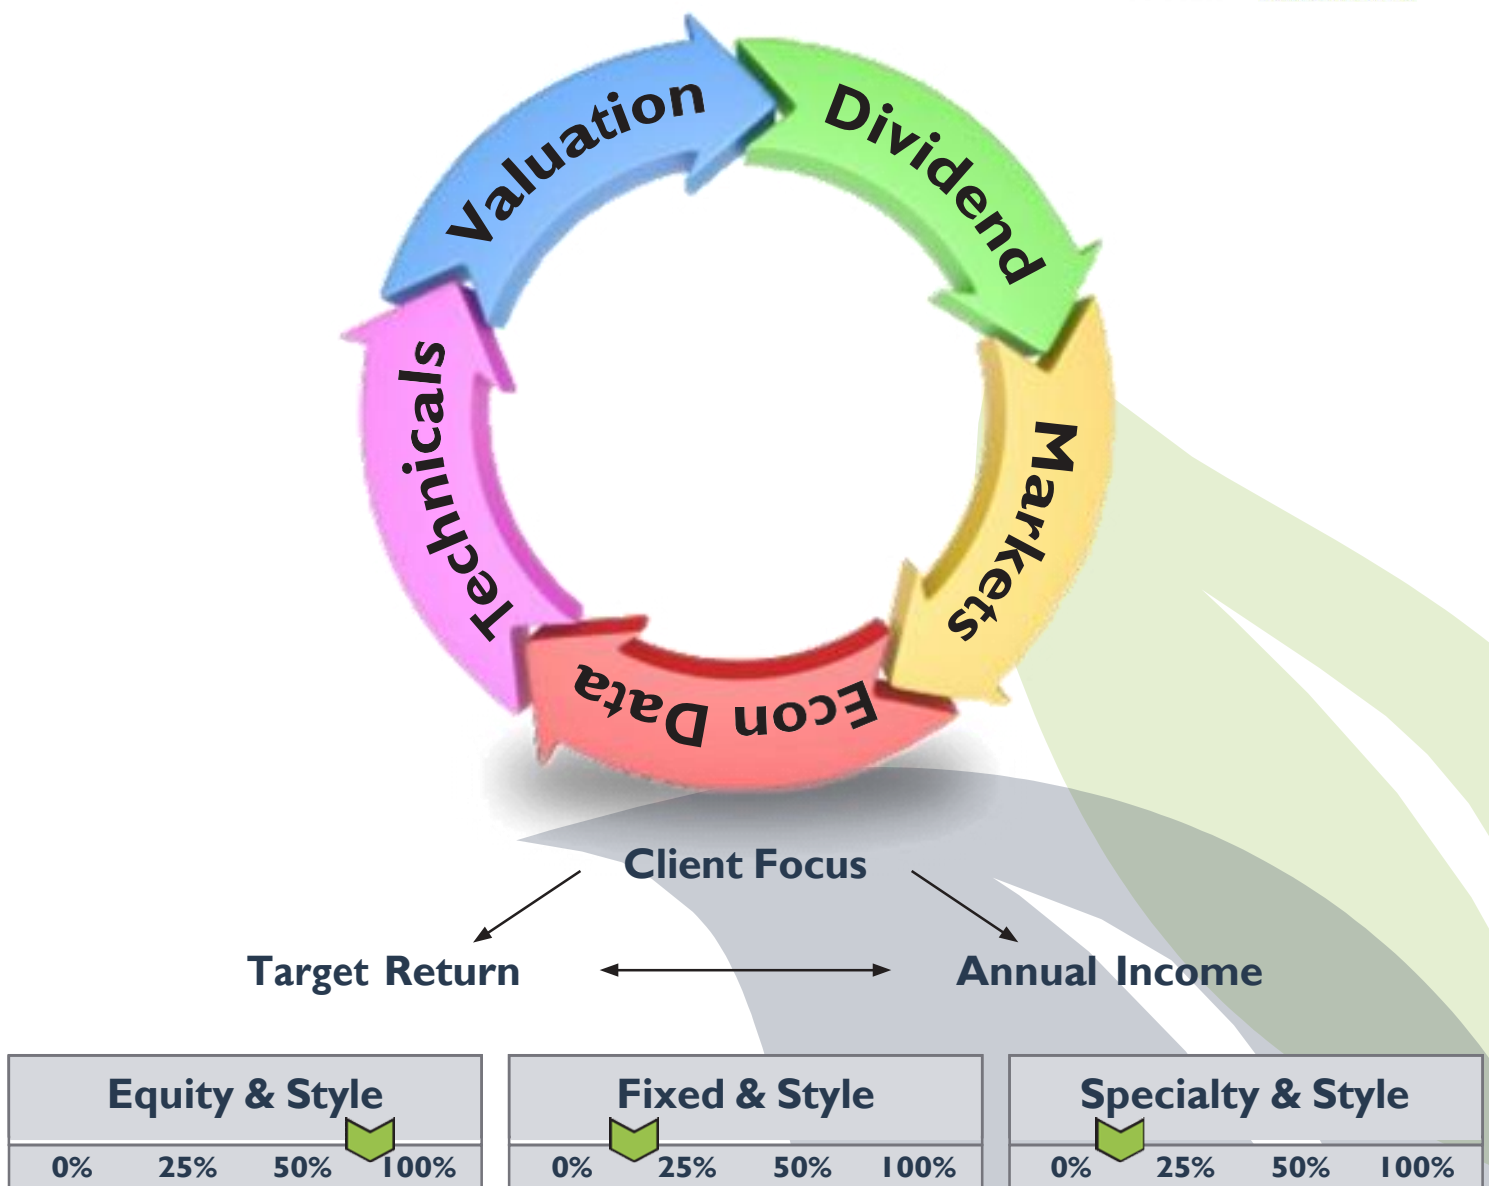 Valuation
Dividend
Markets
Econ Data
Technicals
Client Focus
Target Return
Annual Income
Equity & Style
0% 25% 50% 100%
Fixed & Style
0% 25% 50% 100%
Specialty & Style
0% 25% 50% 100%